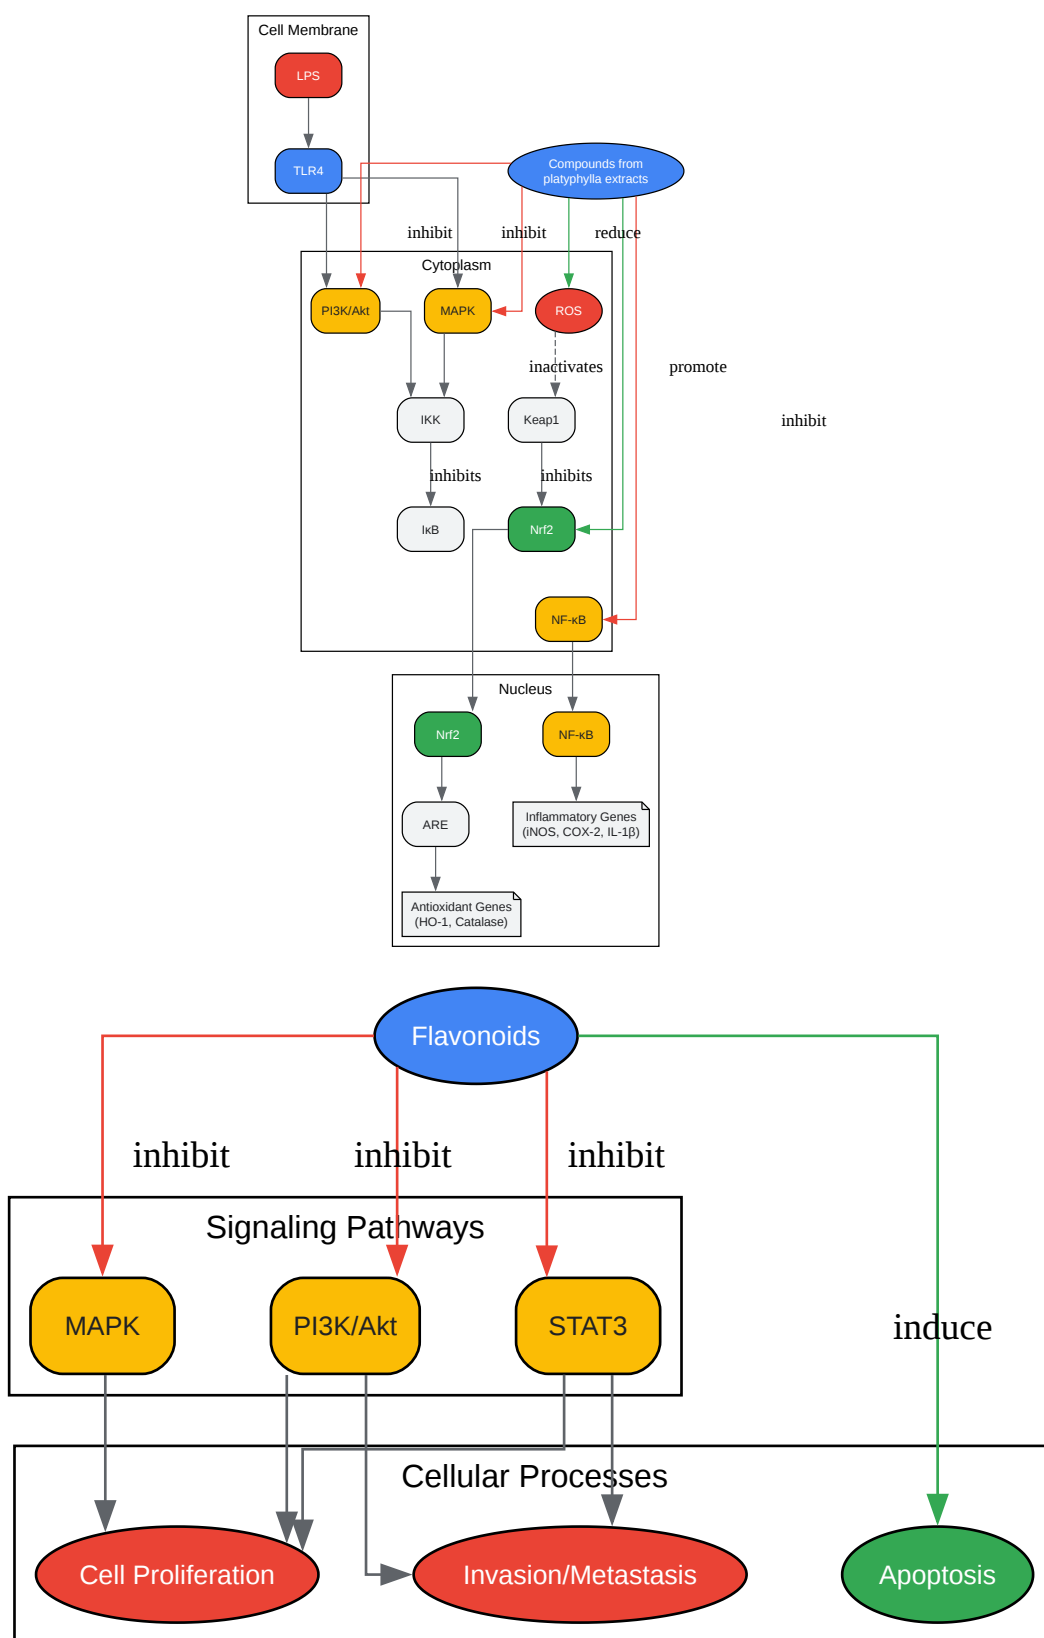 Cell Membrane
LPS
TLR4
Compounds from
platyphylla extracts
inhibit
inhibit
reduce
Cytoplasm
PI3K/Akt
MAPK
ROS
inactivates
promote
inhibit
IKK
Keap1
inhibits
inhibits
IκB
Nrf2
NF-κB
Nucleus
Nrf2
NF-κB
ARE
Inflammatory Genes
(iNOS, COX-2, IL-1β)
Antioxidant Genes
(HO-1, Catalase)
Flavonoids
inhibit
inhibit
inhibit
Signaling Pathways
MAPK
PI3K/Akt
STAT3
induce
Cellular Processes
Cell Proliferation
Invasion/Metastasis
Apoptosis